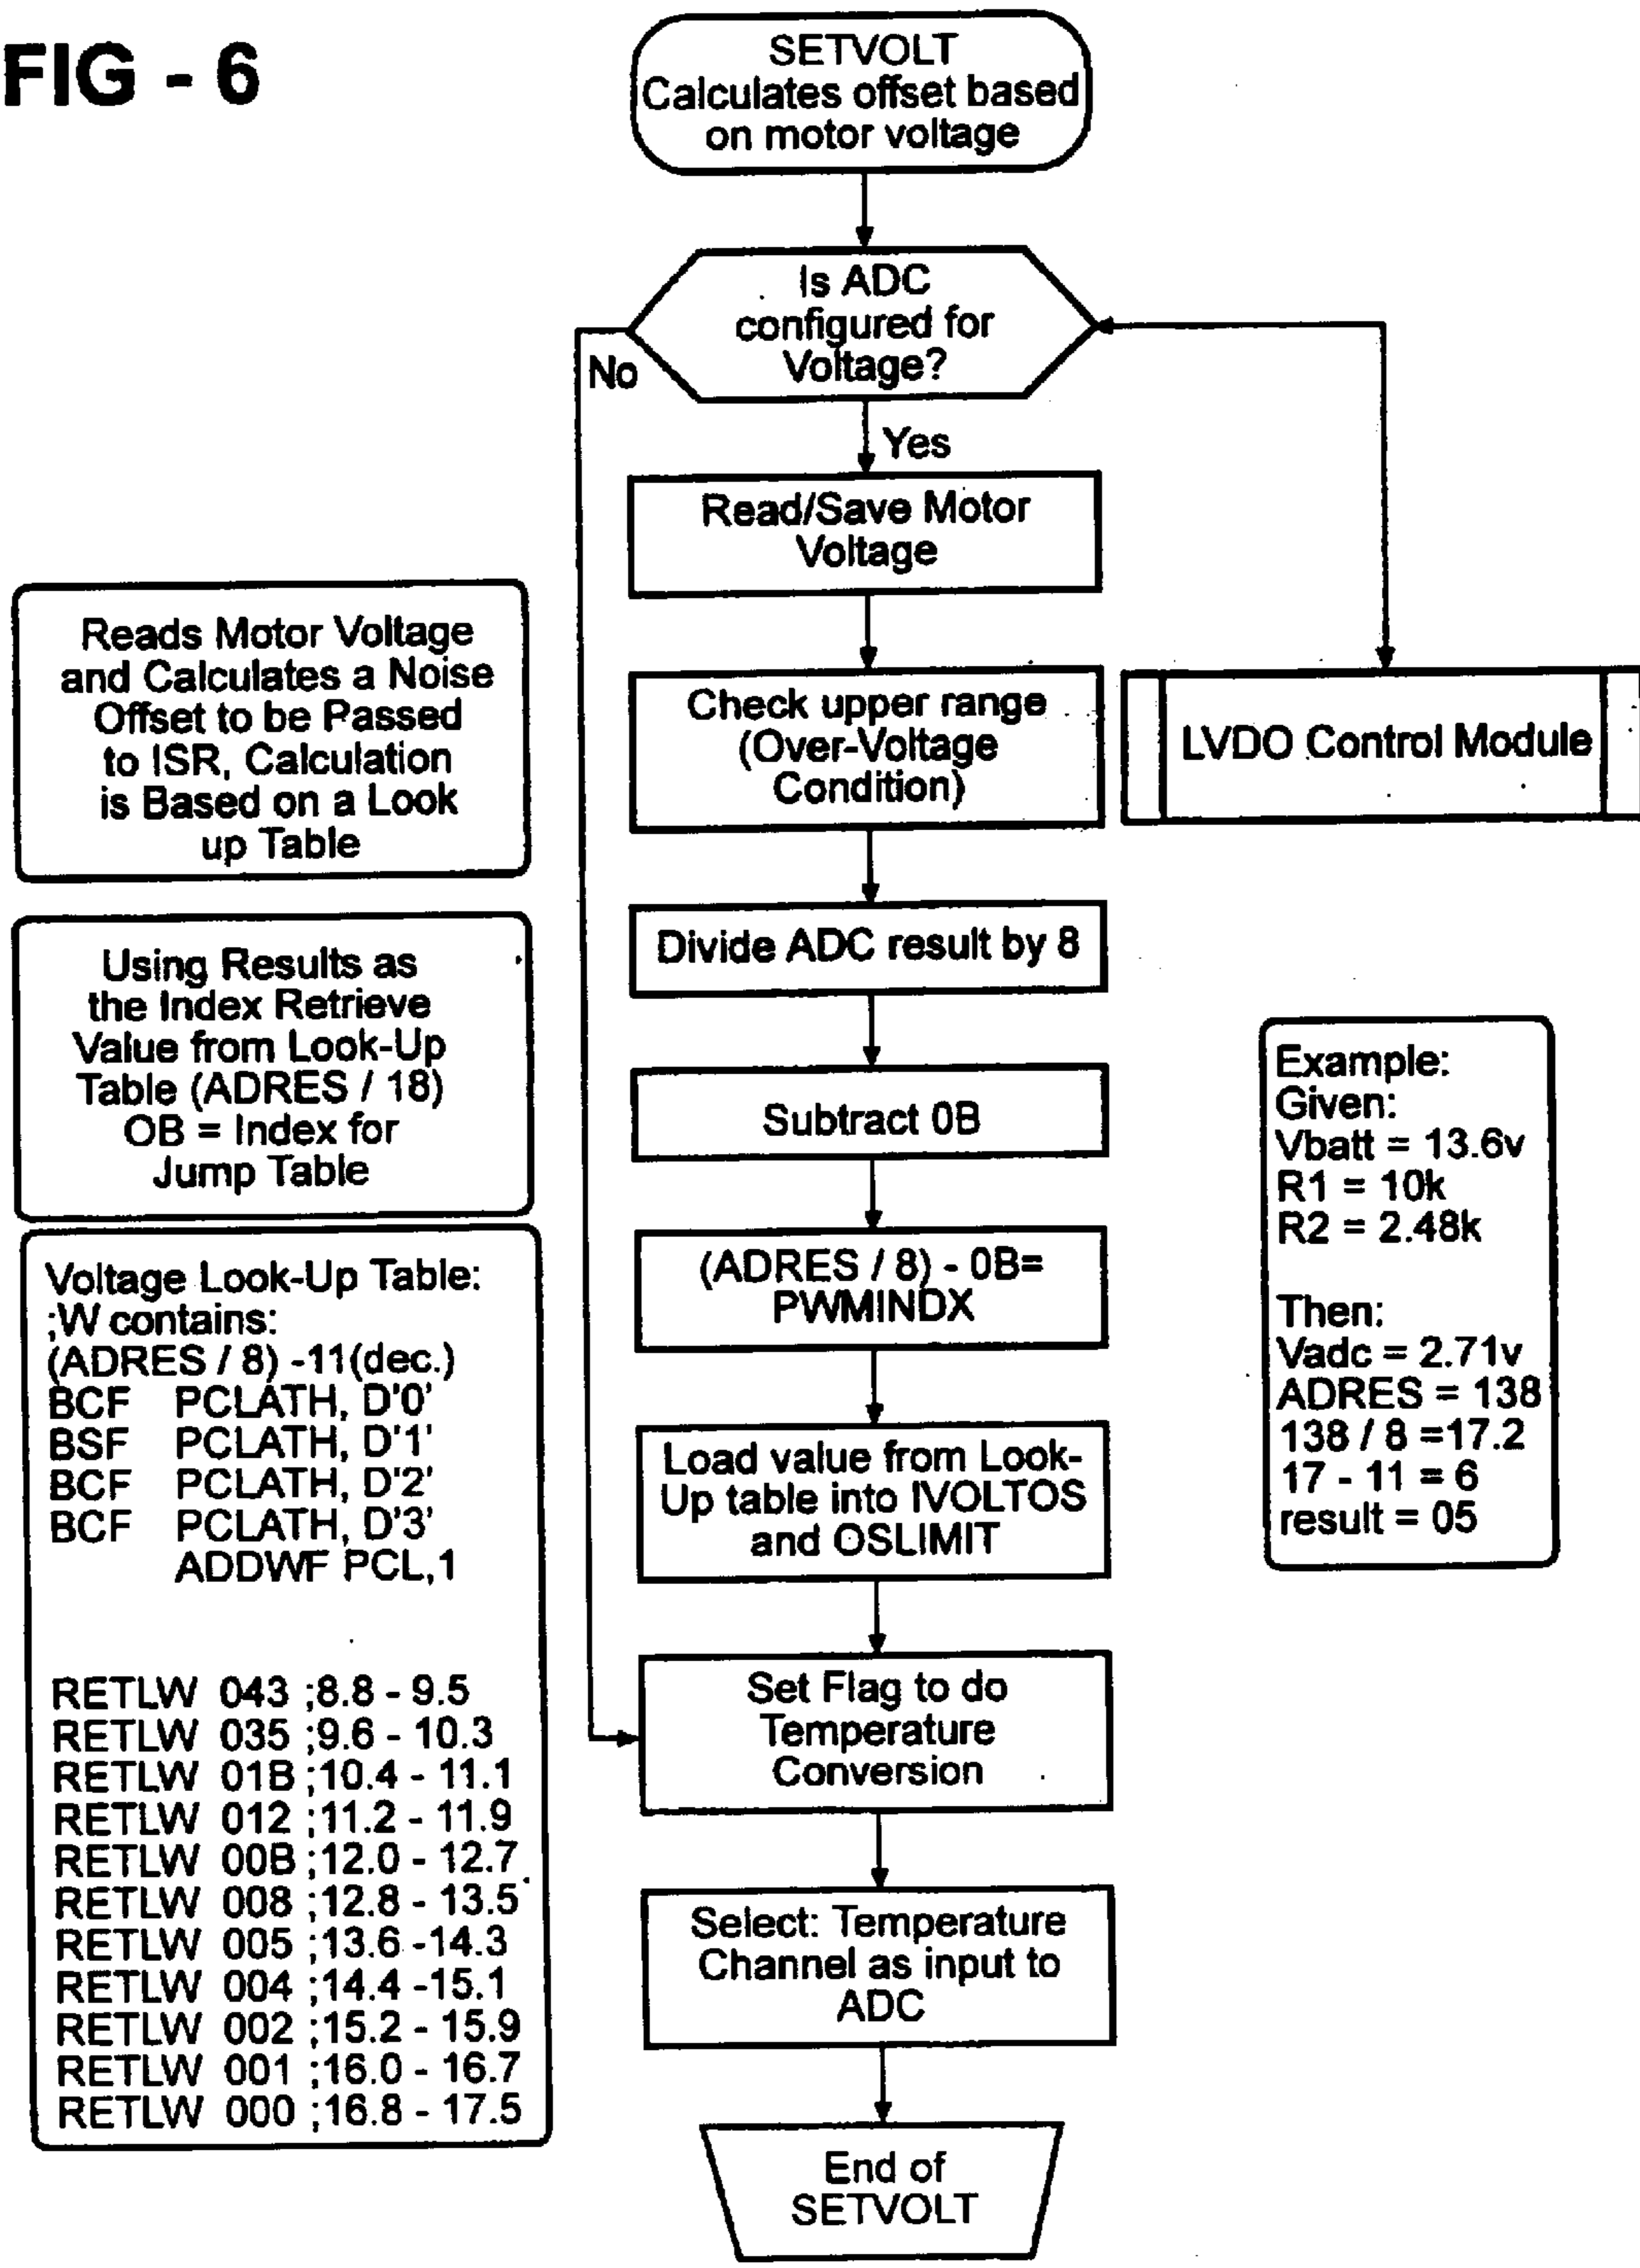 FIG - 6
SETVOLT
Calculates offset based
on motor voltage
Is ADC
configured for
Voltage?
No
Yes
Read/Save Motor
Voltage
Check upper range
(Over-Voltage
Condition)
LVDO Control Module
Divide ADC result by 8
Subtract 0B
(ADRES / 8) - 0B=
PWMINDX
Load value from Look-
Up table into IVOLTOS
and OSLIMIT
Set Flag to do
Temperature
Conversion
Select: Temperature
Channel as input to
ADC
End of
SETVOLT
Reads Motor Voltage
and Calculates a Noise
Offset to be Passed
to ISR, Calculation
is Based on a Look
up Table
Using Results as
the Index Retrieve
Value from Look-Up
Table (ADRES / 18)
OB = Index for
Jump Table
Voltage Look-Up Table:
;W contains:
(ADRES / 8) -11(dec.)
BCF PCLATH, D'0'
BSF PCLATH, D'1'
BCF PCLATH, D'2'
BCF PCLATH, D'3'
ADDWF PCL,1
RETLW 043 ;8.8 - 9.5
RETLW 035 ;9.6 - 10.3
RETLW 01B ;10.4 - 11.1
RETLW 012 ;11.2 - 11.9
RETLW 00B ;12.0 - 12.7
RETLW 008 ;12.8 - 13.5
RETLW 005 ;13.6 -14.3
RETLW 004 ;14.4 -15.1
RETLW 002 ;15.2 - 15.9
RETLW 001 ;16.0 - 16.7
RETLW 000 ;16.8 - 17.5
Example:
Given:
Vbatt = 13.6v
R1 = 10k
R2 = 2.48k
Then:
Vadc = 2.71v
ADRES = 138
138 / 8 =17.2
17 - 11 = 6
result = 05